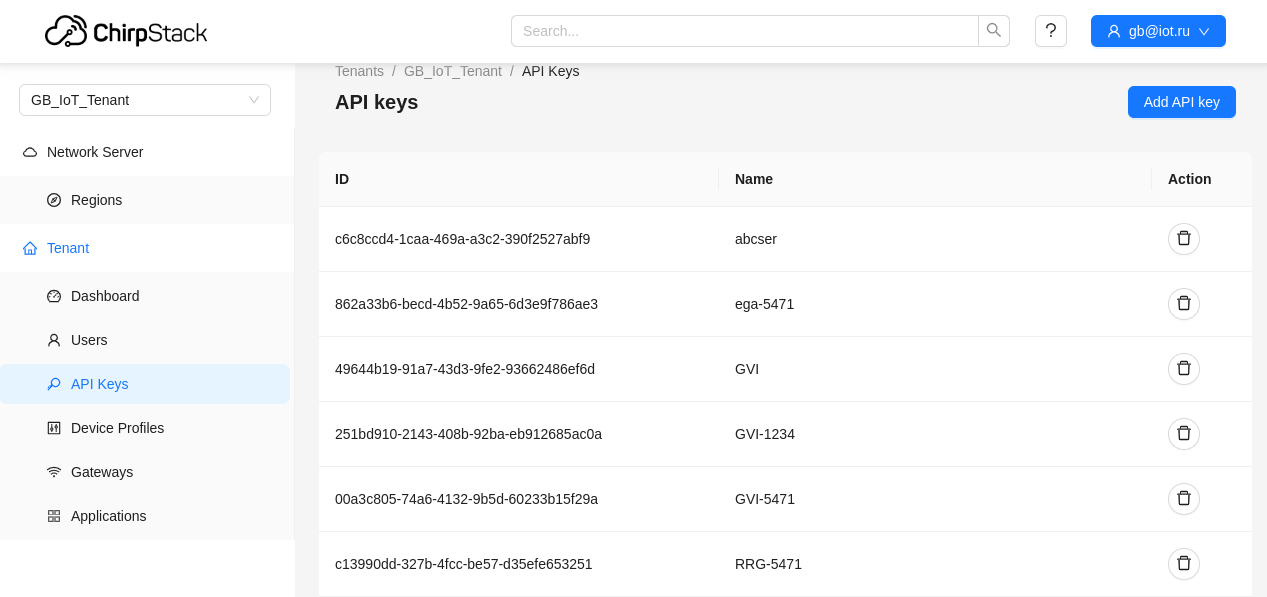 ChirpStack
Search...
?
gb@iot.ru
GB_IoT_Tenant
Network Server
Regions
Tenant
Dashboard
Users
API Keys
Device Profiles
Gateways
Applications
Tenants / GB_IoT_Tenant / API Keys
API keys
Add API key
ID Name Action
c6c8ccd4-1caa-469a-a3c2-390f2527abf9 abcser
862a33b6-becd-4b52-9a65-6d3e9f786ae3 ega-5471
49644b19-91a7-43d3-9fe2-93662486ef6d GVI
251bd910-2143-408b-92ba-eb912685ac0a GVI-1234
00a3c805-74a6-4132-9b5d-60233b15f29a GVI-5471
c13990dd-327b-4fcc-be57-d35efe653251 RRG-5471